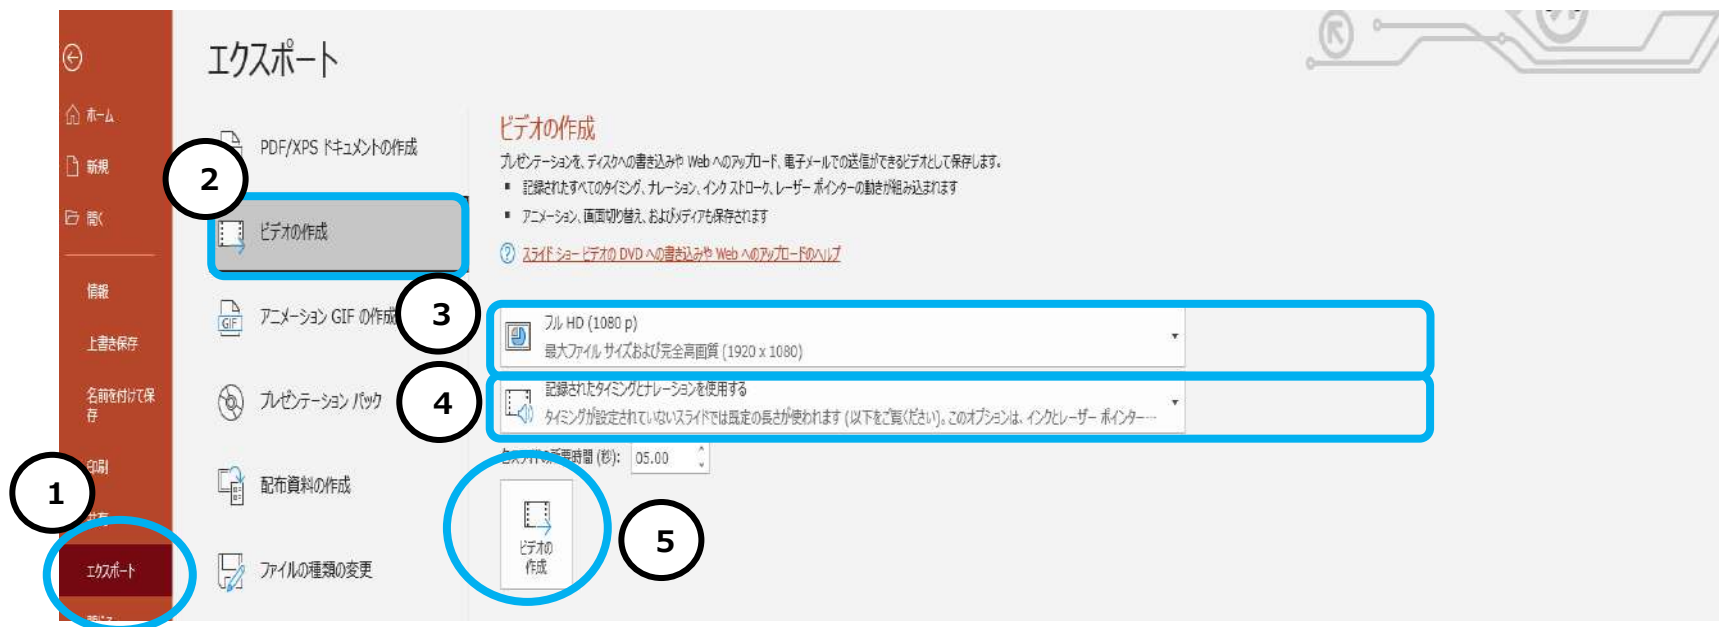 エクスポート
ホーム
新規
開く
情報
上書き保存
名前を付けて保
存
印刷
共有
エクスポート
閉じる
1
2
3
4
5
PDF/XPS ドキュメントの作成
ビデオの作成
アニメーション GIF の作成
プレゼンテーション パック
配布資料の作成
ファイルの種類の変更
ビデオの作成
プレゼンテーションを、ディスクへの書き込みや Web へのアップロード、電子メールでの送信ができるビデオとして保存します。
▪ 記録されたすべてのタイミング、ナレーション、インク ストローク、レーザー ポインターの動きが組み込まれます
▪ アニメーション、画面切り替え、およびメディアも保存されます
スライド ショー ビデオの DVD への書き込みや Web へのアップロードのヘルプ
フル HD (1080 p)
最大ファイル サイズおよび完全高画質 (1920 x 1080)
記録されたタイミングとナレーションを使用する
タイミングが設定されていないスライドでは既定の長さが使われます (以下をご覧ください)。このオプションは、インクとレーザー ポインター…
各スライドの所要時間 (秒): 05.00
ビデオの
作成